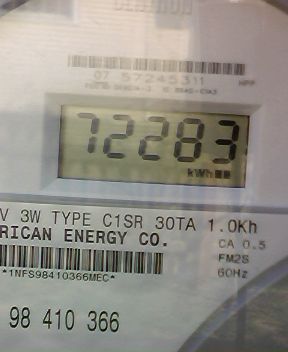 07 57245311
72283
kWh
V 3W TYPE C1SR 30TA 1.0Kh
RICAN ENERGY CO.
CA 0.5
FM2S
*1NFS98410366MEC*
60Hz
98 410 366